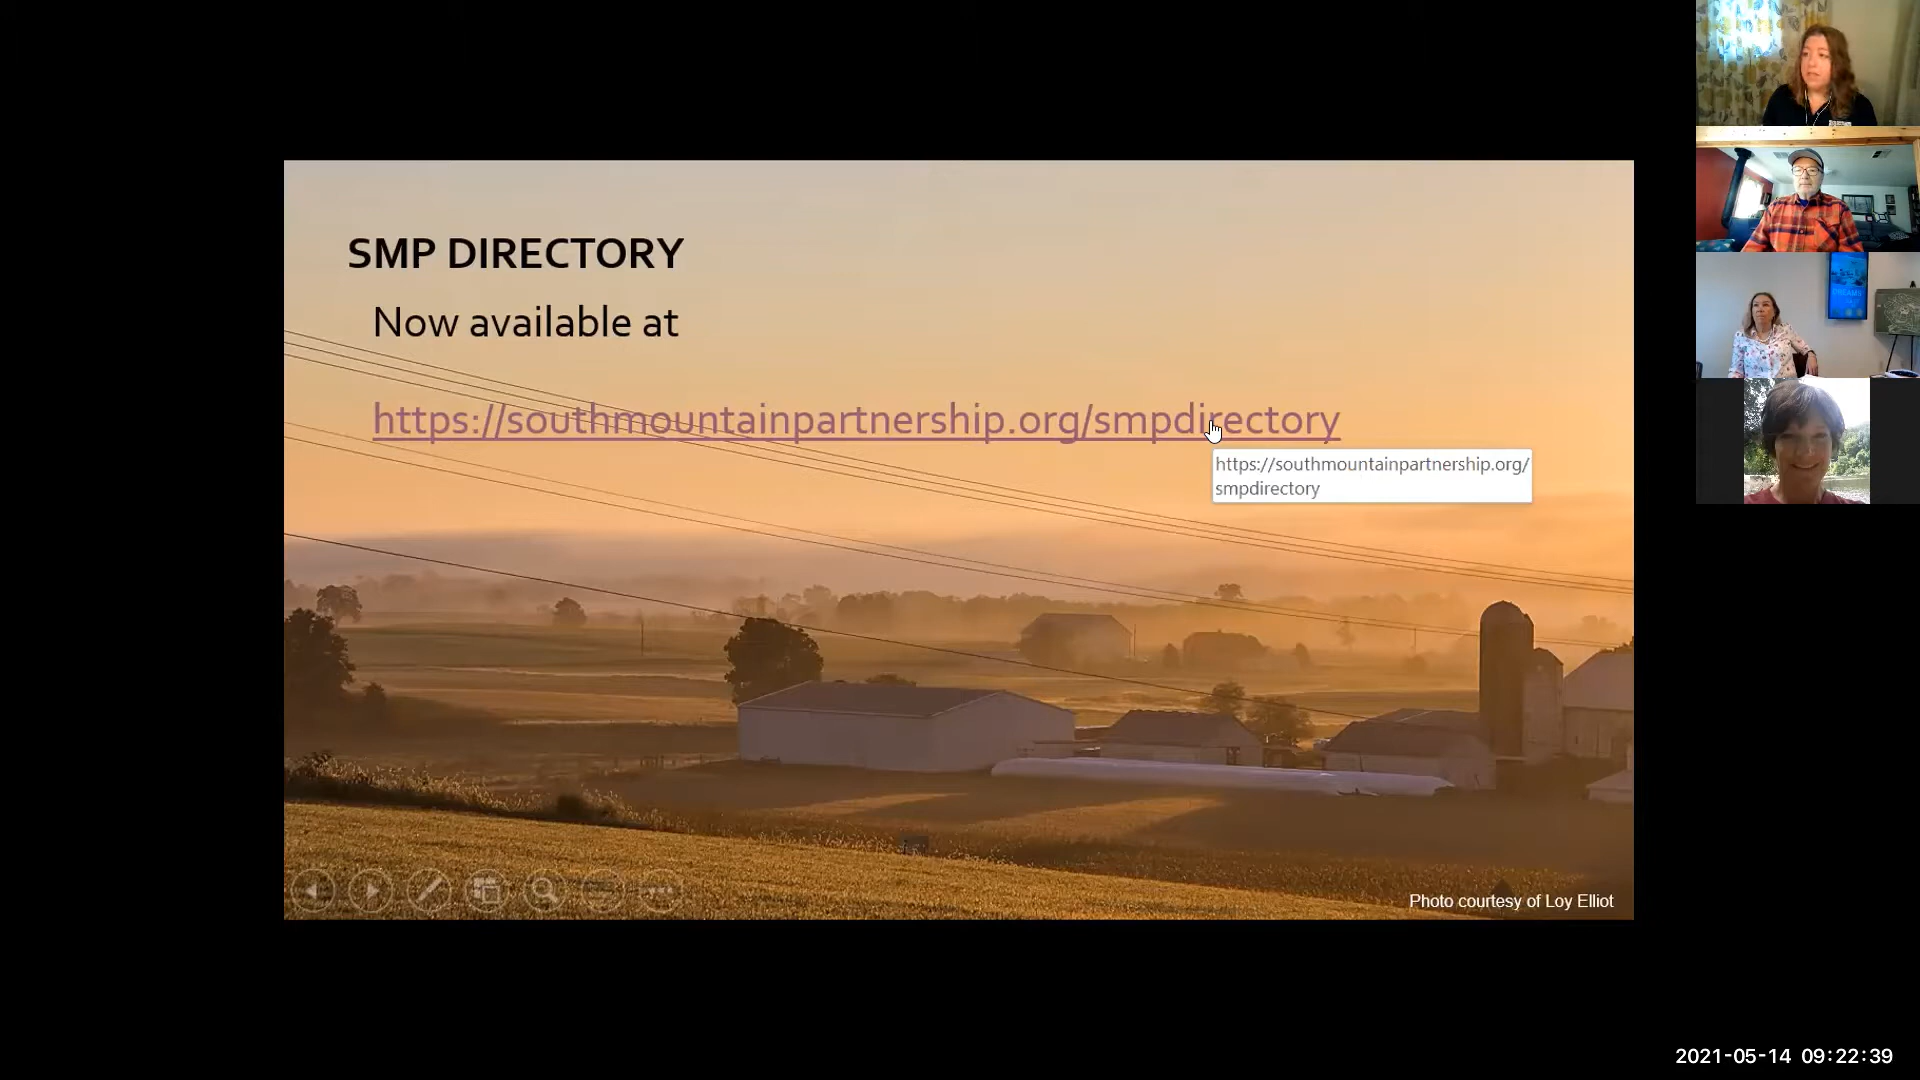 SMP DIRECTORY
Now available at
https://southmountainpartnership.org/smpdirectory
https://southmountainpartnership.org/
smpdirectory
Photo courtesy of Loy Elliot
2021-05-14 09:22:39